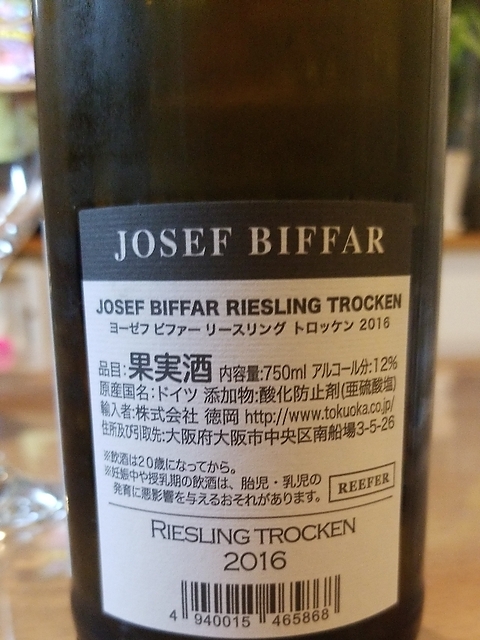 JOSEF BIFFAR
JOSEF BIFFAR RIESLING TROCKEN
ヨーゼフ ビファー リースリング トロッケン 2016
品目:果実酒 内容量:750ml アルコール分:12%
原産国名:ドイツ 添加物:酸化防止剤(亜硫酸塩)
輸入者:株式会社 徳岡 http://www.tokuoka.co.jp/
住所及び引取先:大阪府大阪市中央区南船場3-5-26
※飲酒は20歳になってから。
※妊娠中や授乳期の飲酒は、胎児・乳児の
発育に悪影響を与えるおそれがあります。
REEFER
RIESLING TROCKEN
2016
4 940015 465868